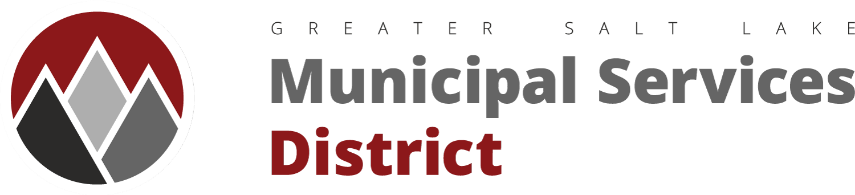 GREATER SALT LAKE
Municipal Services
District